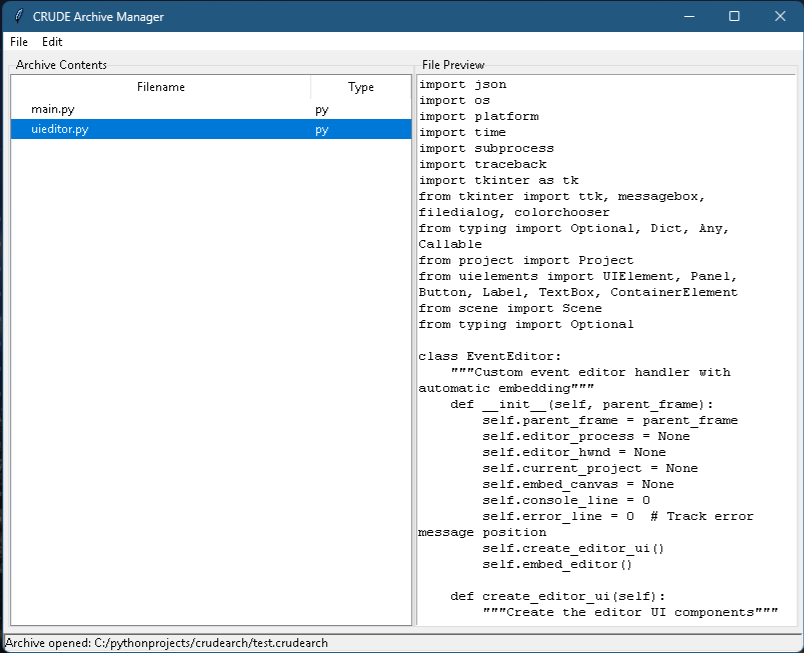 CRUDE Archive Manager
File Edit
Archive Contents
Filename Type
main.py py
uieditor.py py
File Preview
import json
import os
import platform
import time
import subprocess
import traceback
import tkinter as tk
from tkinter import ttk, messagebox,
filedialog, colorchooser
from typing import Optional, Dict, Any,
Callable
from project import Project
from uielements import UIElement, Panel,
Button, Label, TextBox, ContainerElement
from scene import Scene
from typing import Optional

class EventEditor:
    """Custom event editor handler with
automatic embedding"""
    def __init__(self, parent_frame):
        self.parent_frame = parent_frame
        self.editor_process = None
        self.editor_hwnd = None
        self.current_project = None
        self.embed_canvas = None
        self.console_line = 0
        self.error_line = 0  # Track error
message position
        self.create_editor_ui()
        self.embed_editor()

    def create_editor_ui(self):
        """Create the editor UI components"""
Archive opened: C:/pythonprojects/crudearch/test.crudearch